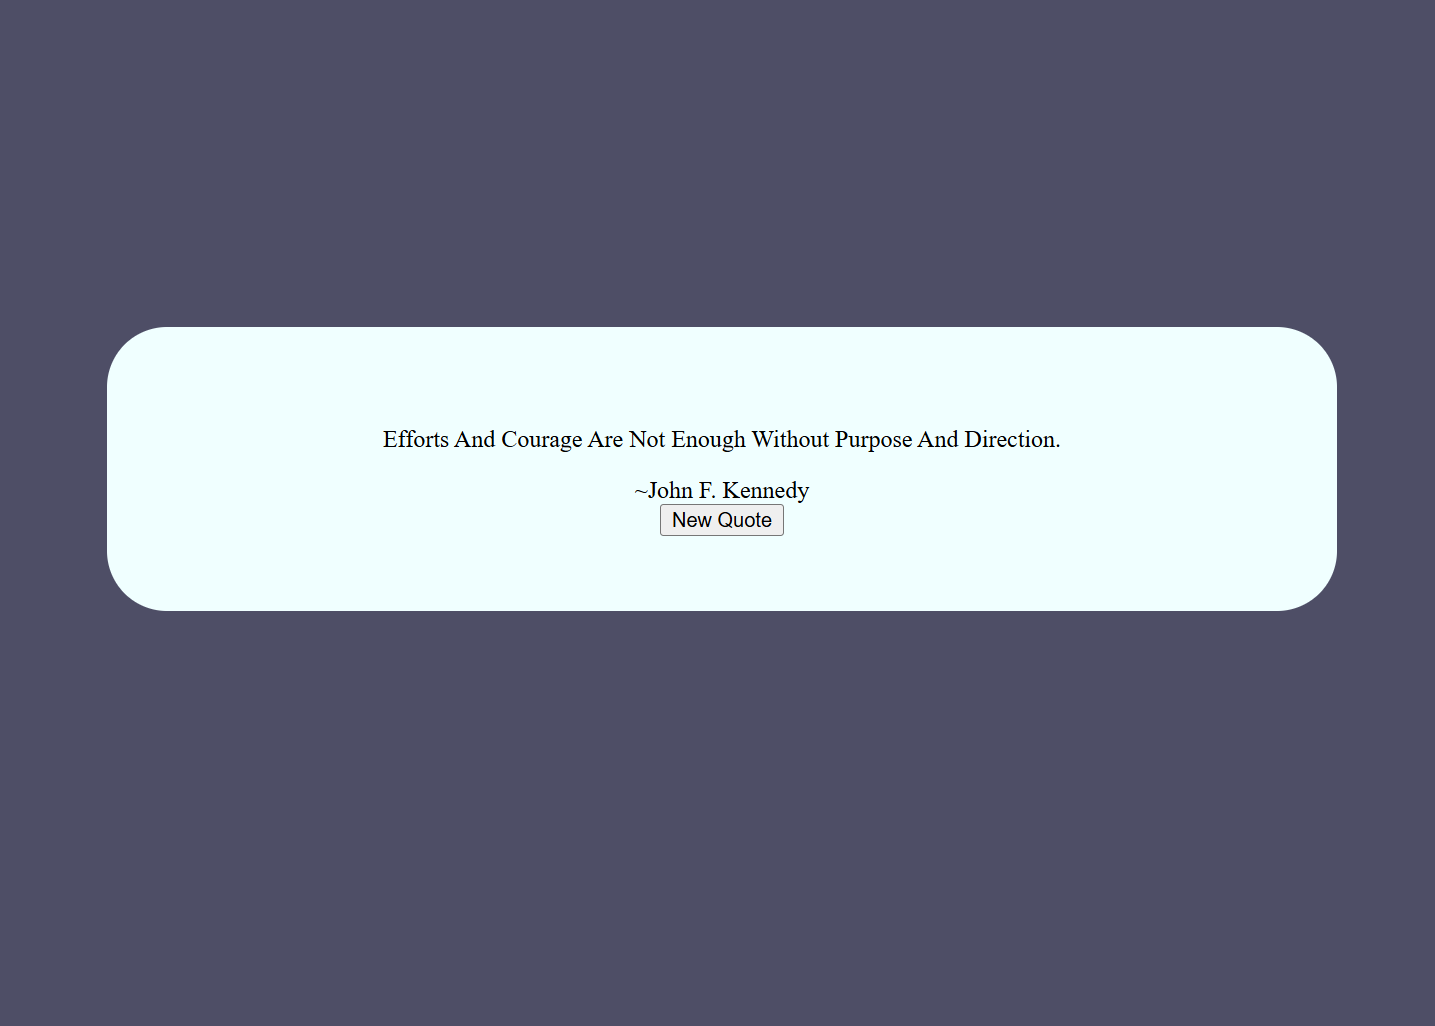 Efforts And Courage Are Not Enough Without Purpose And Direction.
~John F. Kennedy
New Quote